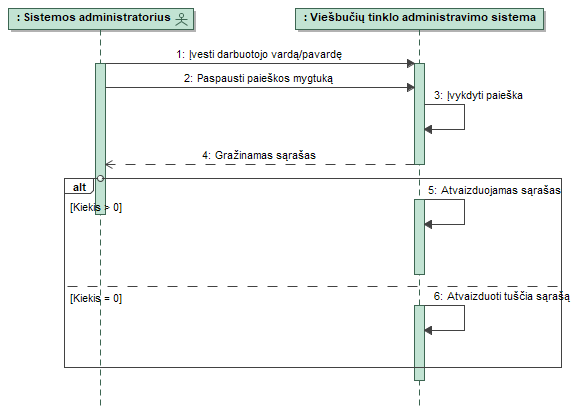 : Sistemos administratorius
: Viešbučių tinklo administravimo sistema
1: Įvesti darbuotojo vardą/pavardę
2: Paspausti paieškos mygtuką
3: Įvykdyti paieška
4: Gražinamas sąrašas
alt
5: Atvaizduojamas sąrašas
[Kiekis > 0]
6: Atvaizduoti tuščia sąrašą
[Kiekis = 0]